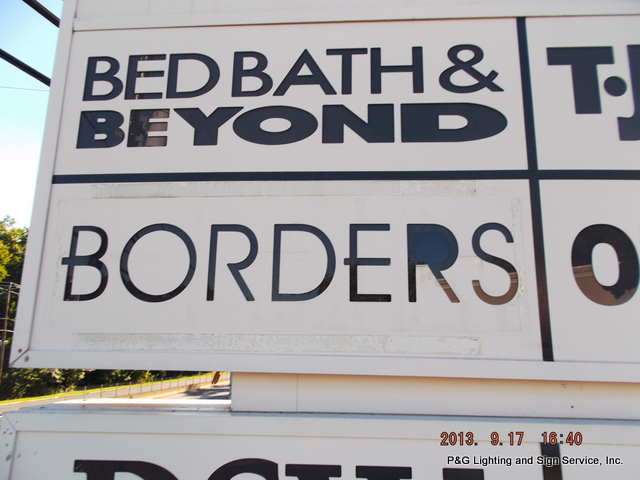 BED BATH &
BEYOND
T·J
BORDERS
O
2013. 9.17 16:40
P&G Lighting and Sign Service, Inc.